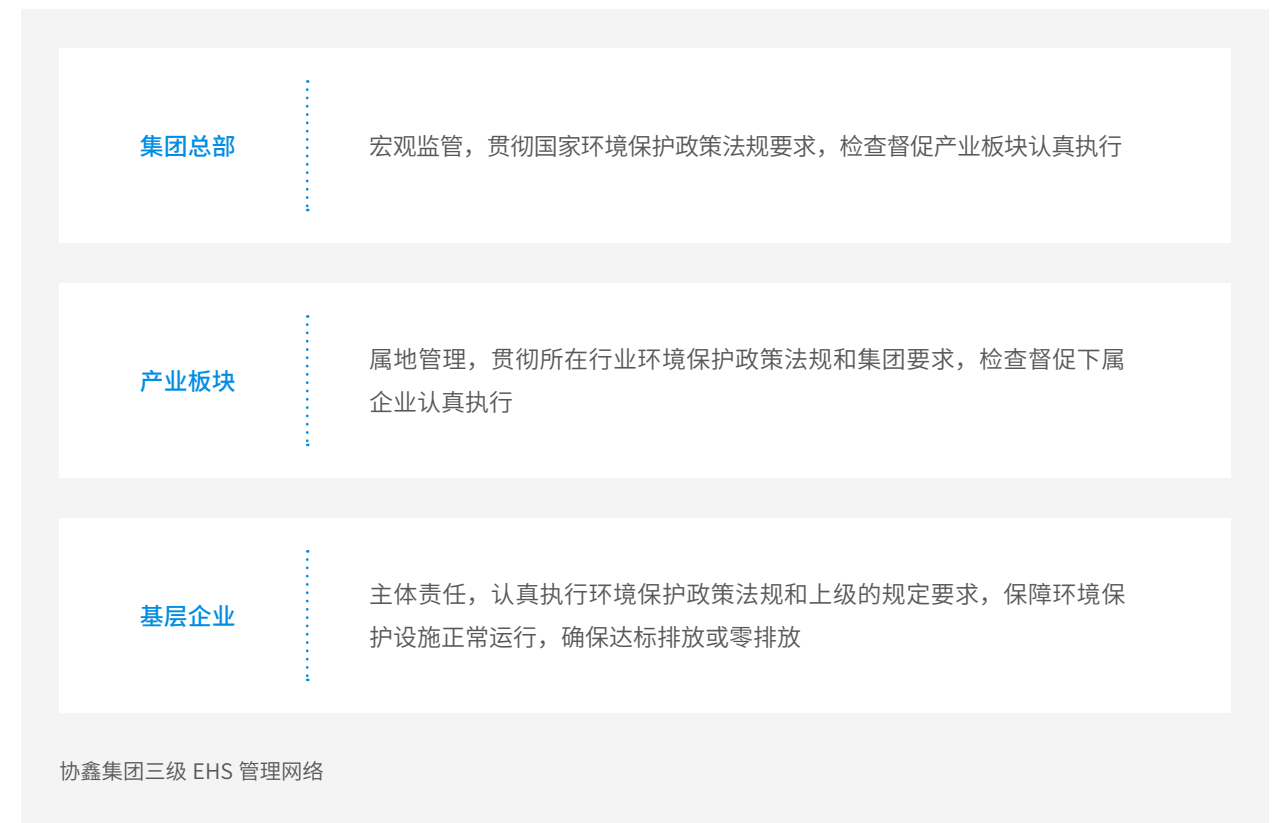 集团总部
宏观监管，贯彻国家环境保护政策法规要求，检查督促产业板块认真执行
产业板块
属地管理，贯彻所在行业环境保护政策法规和集团要求，检查督促下属
企业认真执行
基层企业
主体责任，认真执行环境保护政策法规和上级的规定要求，保障环境保
护设施正常运行，确保达标排放或零排放
协鑫集团三级 EHS 管理网络